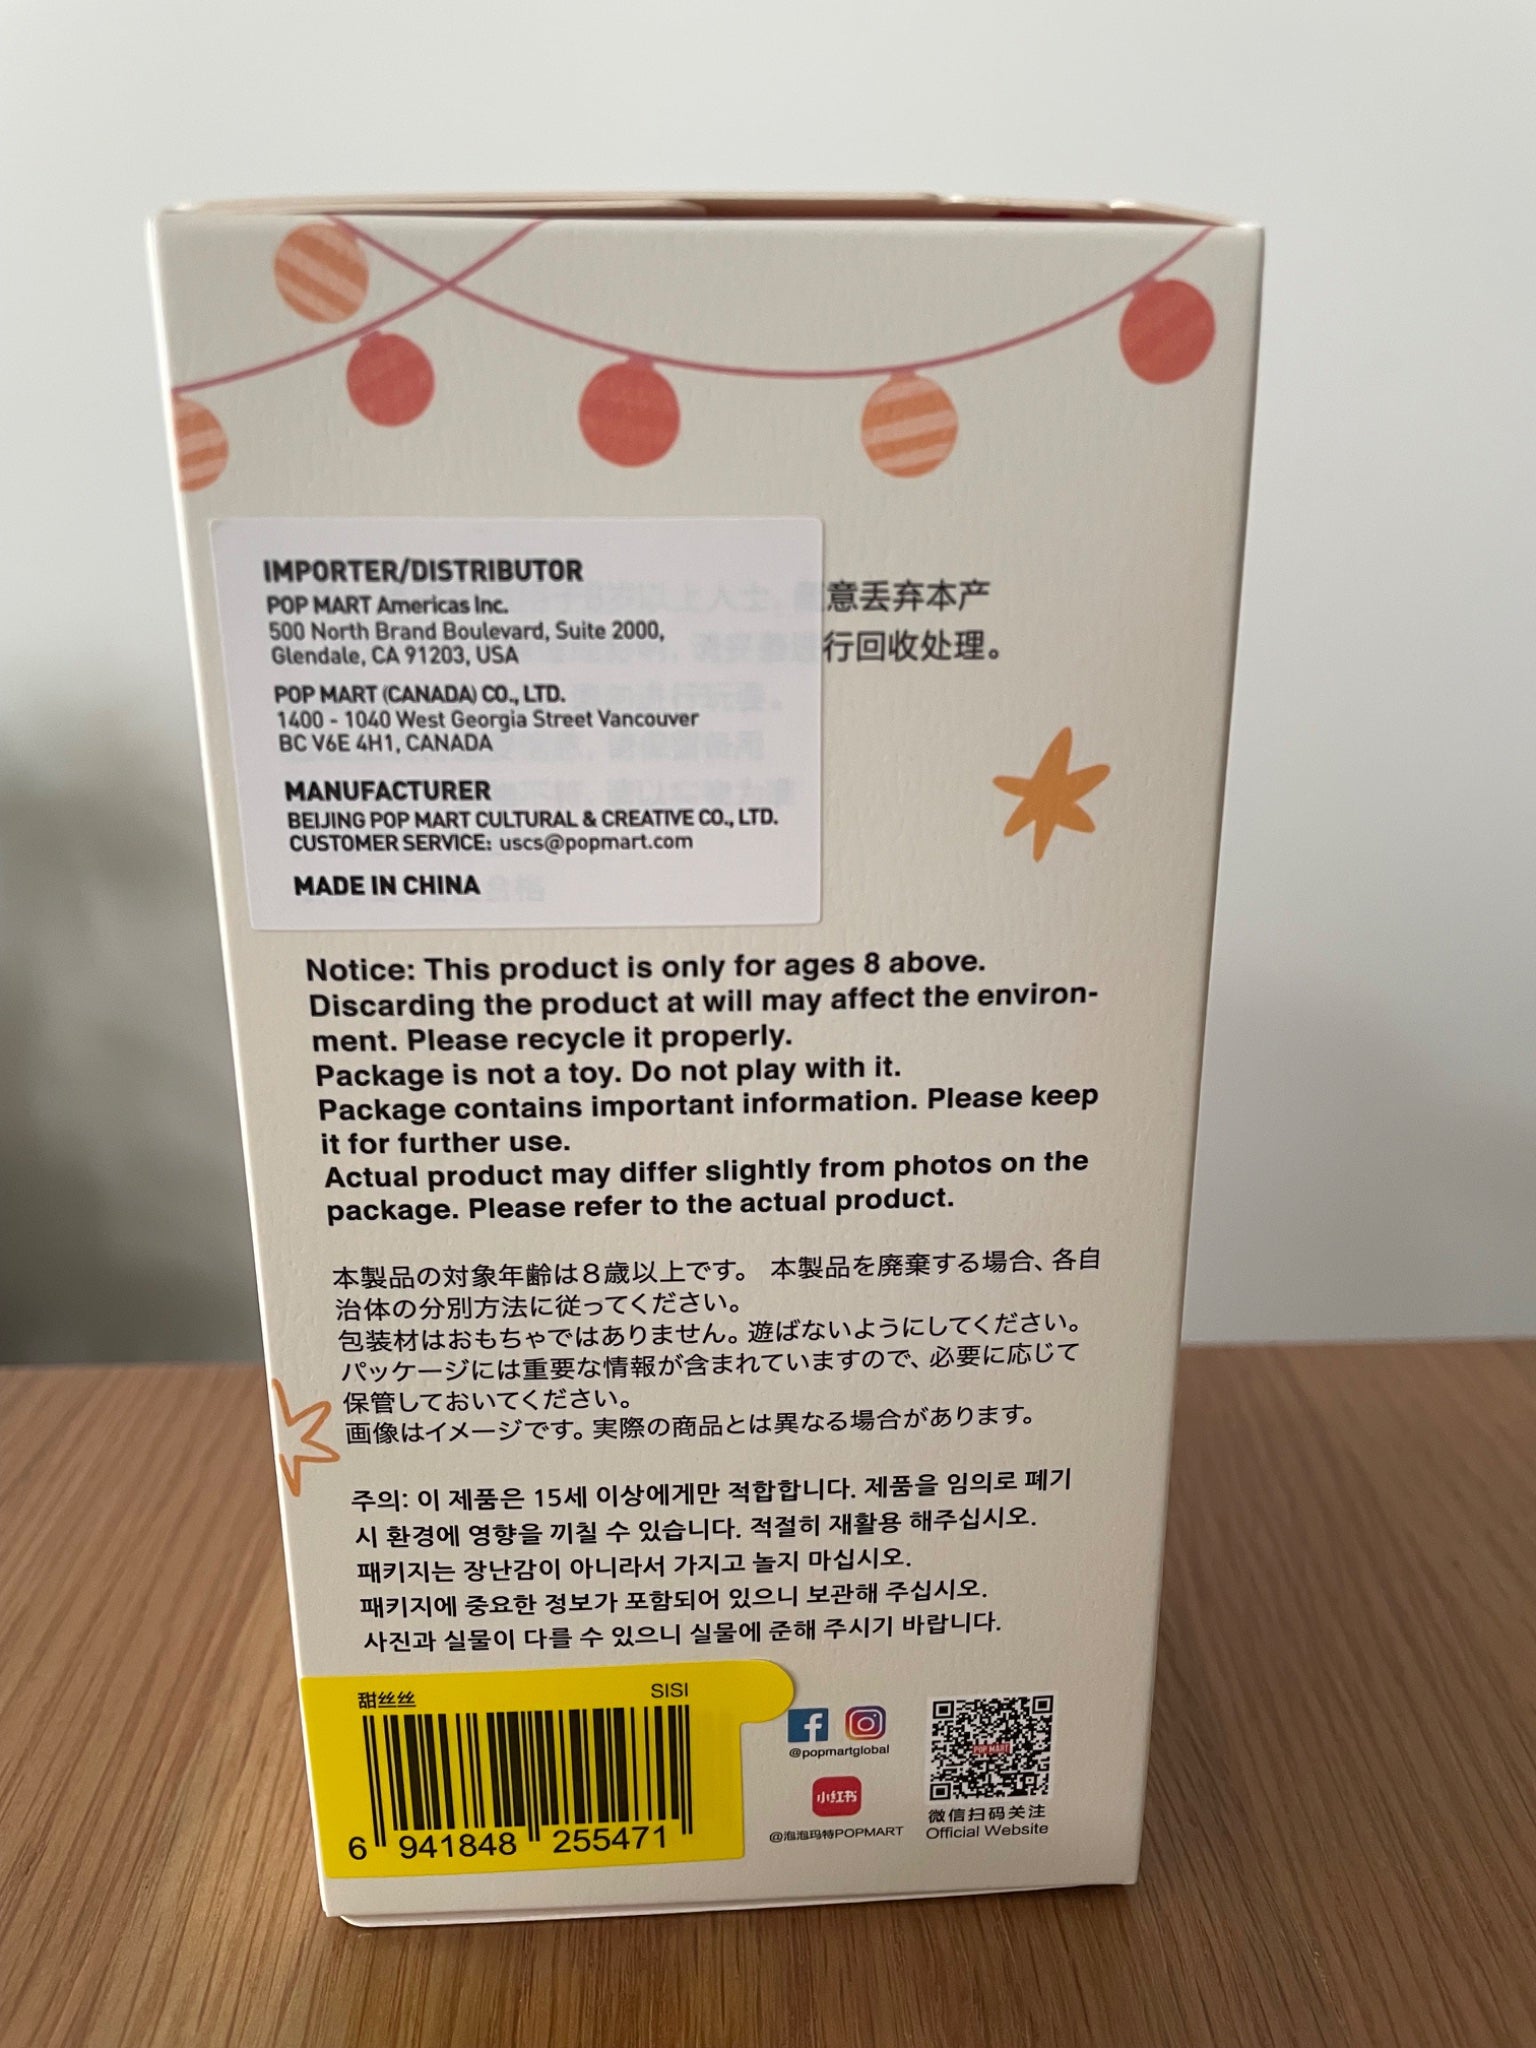 IMPORTER/DISTRIBUTOR
POP MART Americas Inc.
500 North Brand Boulevard, Suite 2000,
Glendale, CA 91203, USA
POP MART (CANADA) CO., LTD.
1400 - 1040 West Georgia Street Vancouver
BC V6E 4H1, CANADA
MANUFACTURER
BEIJING POP MART CULTURAL & CREATIVE CO., LTD.
CUSTOMER SERVICE: uscs@popmart.com
MADE IN CHINA
意丢弃本产
行回收处理。
Notice: This product is only for ages 8 above.
Discarding the product at will may affect the environ-
ment. Please recycle it properly.
Package is not a toy. Do not play with it.
Package contains important information. Please keep
it for further use.
Actual product may differ slightly from photos on the
package. Please refer to the actual product.
本製品の対象年齢は8歳以上です。 本製品を廃棄する場合、各自
治体の分別方法に従ってください。
包装材はおもちゃではありません。遊ばないようにしてください。
パッケージには重要な情報が含まれていますので、必要に応じて
保管しておいてください。
画像はイメージです。実際の商品とは異なる場合があります。
주의: 이 제품은 15세 이상에게만 적합합니다. 제품을 임의로 폐기
시 환경에 영향을 끼칠 수 있습니다. 적절히 재활용 해주십시오.
패키지는 장난감이 아니라서 가지고 놀지 마십시오.
패키지에 중요한 정보가 포함되어 있으니 보관해 주십시오.
사진과 실물이 다를 수 있으니 실물에 준해 주시기 바랍니다.
甜丝丝 SISI
6 941848 255471
@popmartglobal
小红书
@泡泡玛特POPMART
POP MART
微信扫码关注
Official Website